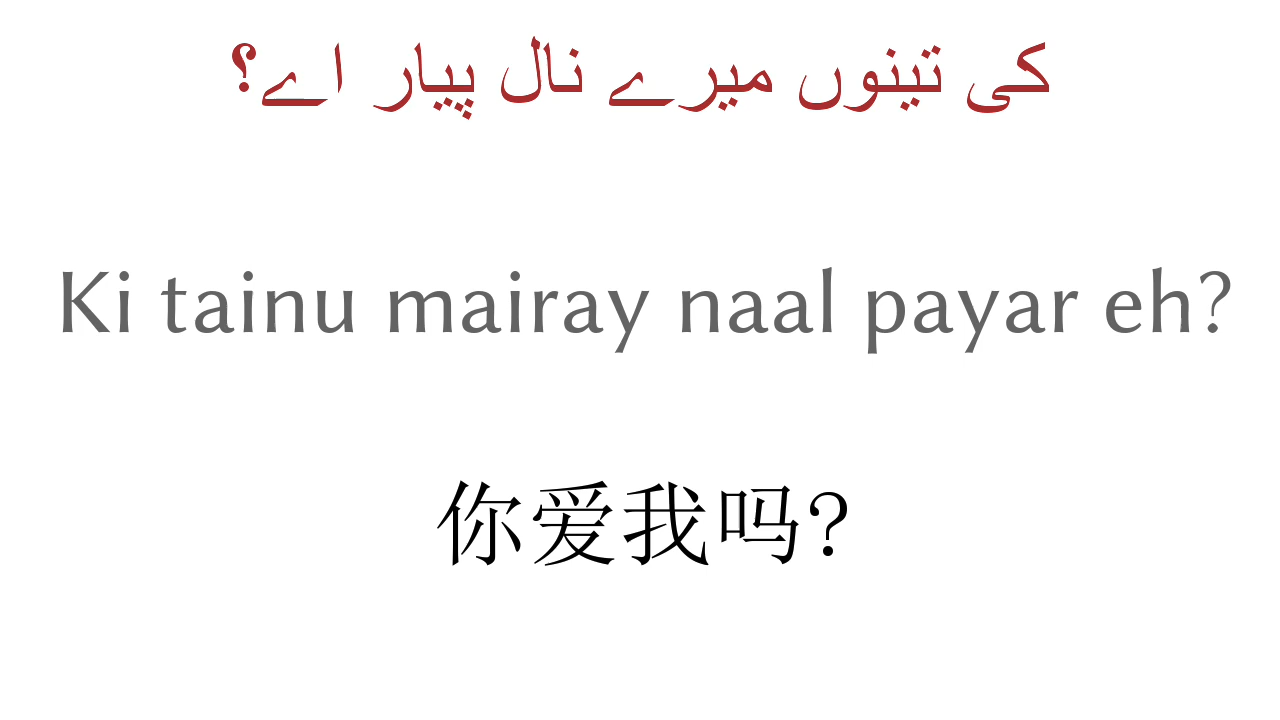 کی تینوں میرے نال پیار اے؟
Ki tainu mairay naal payar eh?
你爱我吗?